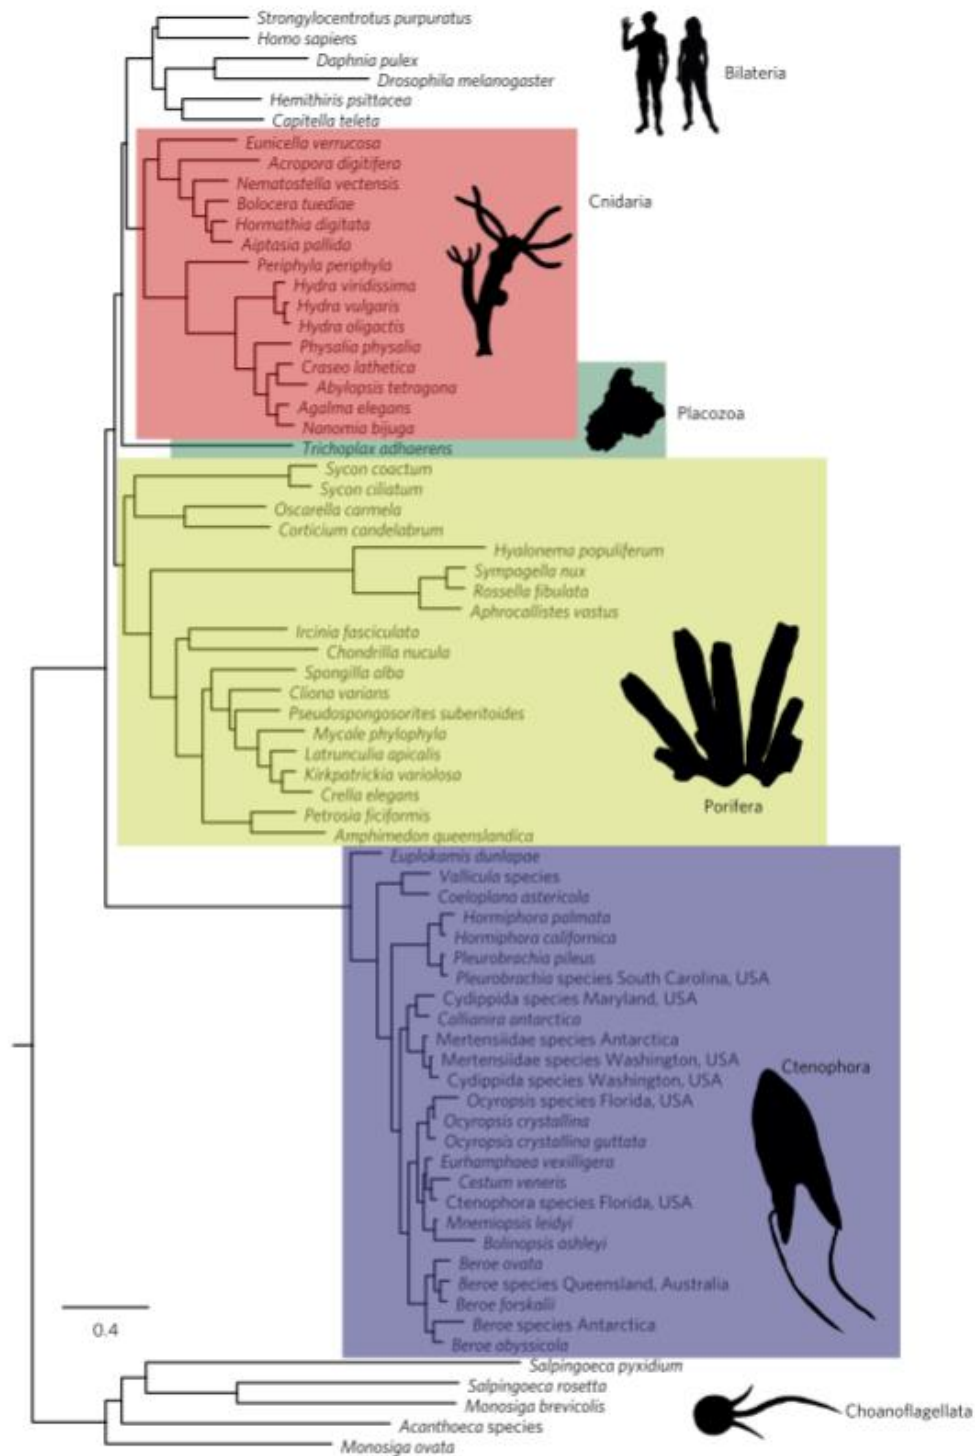 Strongylocentrotus purpuratus
Homo sapiens
Daphnia pulex
Bilateria
Drosophila melanogaster
Hemithiris psittacea
Capitella teleta
Eunicella verrucosa
Acropora digitifera
Nematostella vectensis
Cnidaria
Bolocera tuediae
Hormathia digitata
Aiptasia pallida
Periphyla periphyla
Hydra viridissima
Hydra vulgaris
Hydra oligactis
Physalia physalia
Craseo lathetica
Abylopsis tetragona
Agalma elegans
Placozoa
Nanomia bijuga
Trichoplax adhaerens
Sycon coactum
Sycon ciliatum
Oscarella carmela
Corticium candelabrum
Hyalonema populiferum
Sympagella nux
Rossella fibulata
Aphrocallistes vastus
Ircinia fasciculata
Chondrilla nucula
Spongilla alba
Cliona varians
Pseudospongosorites suberitoides
Mycale phylophyla
Latrunculia apicalis
Kirkpatrickia variolosa
Crella elegans
Porifera
Petrosia ficiformis
Amphimedon queenslandica
Euplokamis dunlapae
Vallicula species
Coeloplana astericola
Hormiphora palmata
Hormiphora californica
Pleurobrachia pileus
Pleurobrachia species South Carolina, USA
Cydippida species Maryland, USA
Callianira antarctica
Mertensiidae species Antarctica
Mertensiidae species Washington, USA
Ctenophora
Cydippida species Washington, USA
Ocyropsis species Florida, USA
Ocyropsis crystallina
Ocyropsis crystallina guttata
Eurhamphaea vexilligera
Cestum veneris
Ctenophora species Florida, USA
Mnemiopsis leidyi
Bolinopsis ashleyi
Beroe ovata
Beroe species Queensland, Australia
Beroe forskalii
Beroe species Antarctica
0.4
Beroe abyssicola
Salpingoeca pyxidium
Salpingoeca rosetta
Monosiga brevicolis
Choanoflagellata
Acanthoeca species
Monosiga ovata